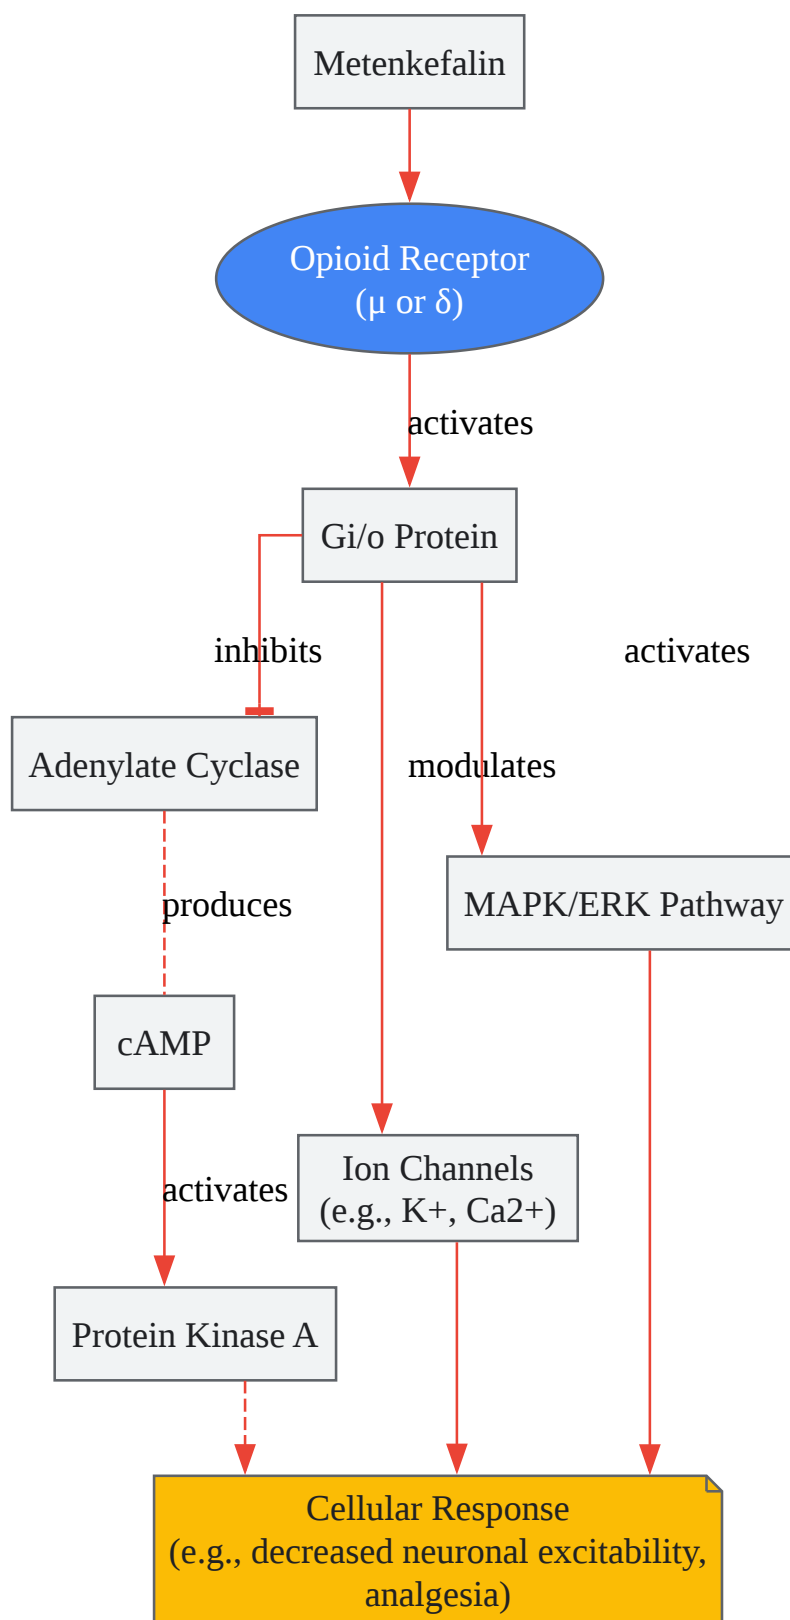 Metenkefalin
Opioid Receptor
(μ or δ)
activates
Gi/o Protein
inhibits
activates
Adenylate Cyclase
modulates
produces
MAPK/ERK Pathway
cAMP
Ion Channels
(e.g., K+, Ca2+)
activates
Protein Kinase A
Cellular Response
(e.g., decreased neuronal excitability,
analgesia)